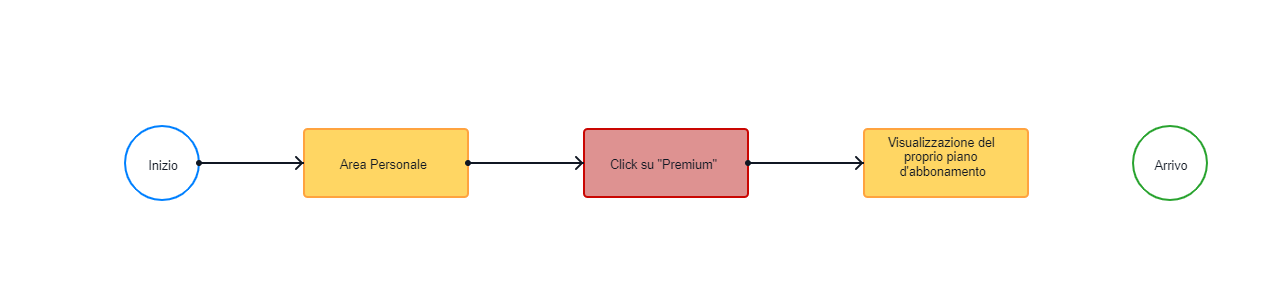 Inizio
Area Personale
Click su "Premium"
Visualizzazione del
proprio piano
d'abbonamento
Arrivo